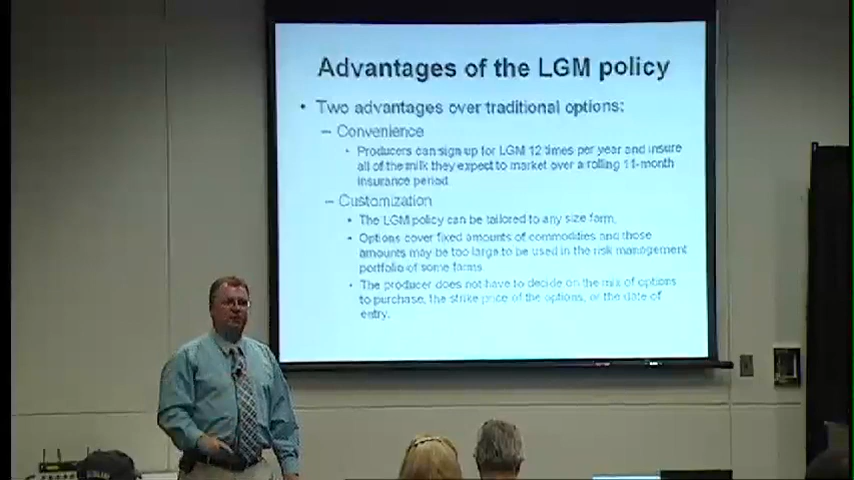 Advantages of the LGM policy
• Two advantages over traditional options:
– Convenience
• Producers can sign up for LGM 12 times per year and insure
all of the milk they expect to market over a rolling 11-month
insurance period.
– Customization
• The LGM policy can be tailored to any size farm.
• Options cover fixed amounts of commodities and those
amounts may be too large to be used in the risk management
portfolio of some farms.
• The producer does not have to decide on the mix of options
to purchase, the strike price of the options, or the date of
entry.